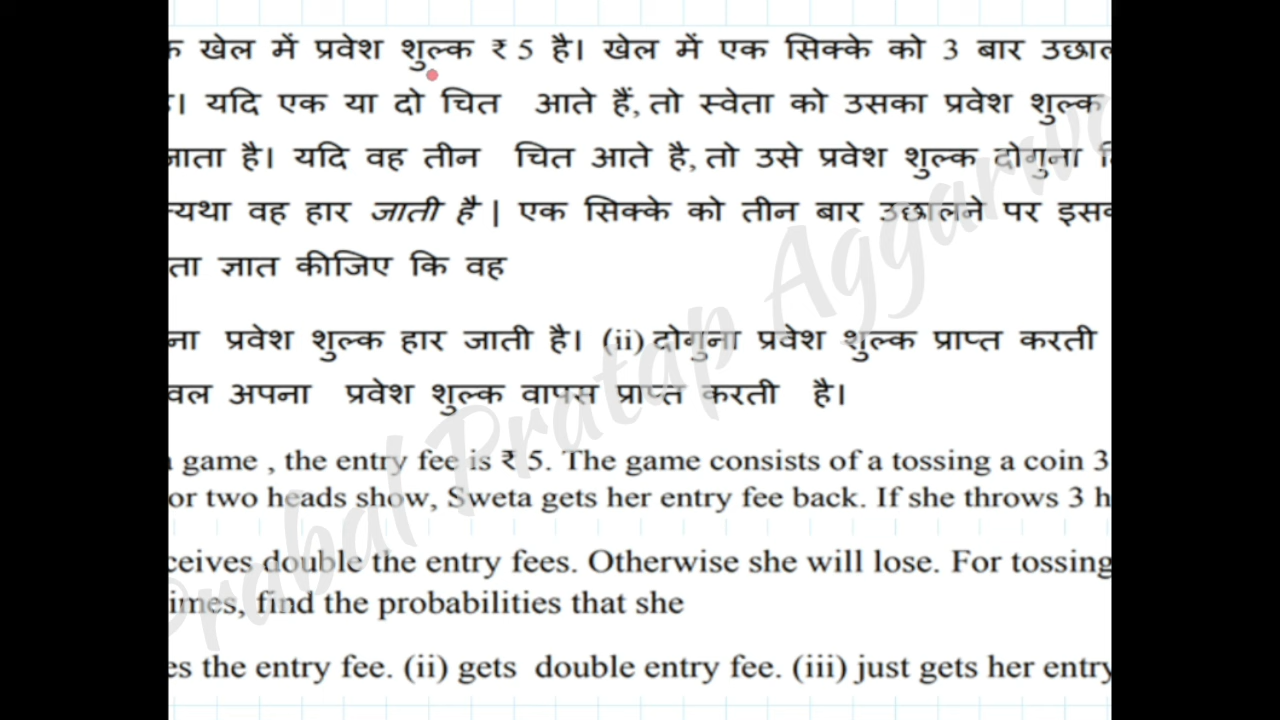 खेल में प्रवेश शुल्क ₹ 5 है। खेल में एक सिक्के को 3 बार
यदि एक या दो चित आते हैं, तो स्वेता को उसका प्रवेश शुल्क
जाता है। यदि वह तीन चित आते है, तो उसे प्रवेश शुल्क दोगुना
वह हार जाती है | एक सिक्के को तीन बार उछालने पर
ता ज्ञात कीजिए कि वह
ना प्रवेश शुल्क हार जाती है। (ii) दोगुना प्रवेश शुल्क प्राप्त करती
वल अपना प्रवेश शुल्क वापस प्राप्त करती है।
game , the entry fee is ₹ 5. The game consists of a tossing a coin 3
or two heads show, Sweta gets her entry fee back. If she throws 3 h
ceives double the entry fees. Otherwise she will lose. For tossing
imes, find the probabilities that she
es the entry fee. (ii) gets double entry fee. (iii) just gets her entry
Prabal Pratap Aggarwa